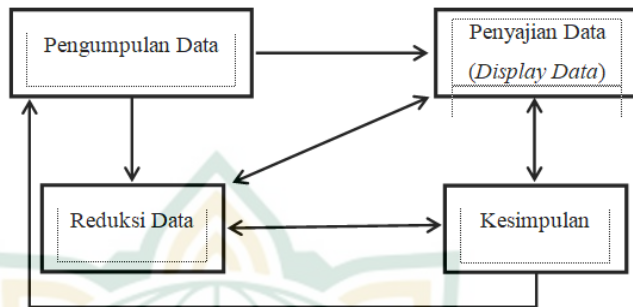 Pengumpulan Data
Penyajian Data
(Display Data)
Reduksi Data
Kesimpulan